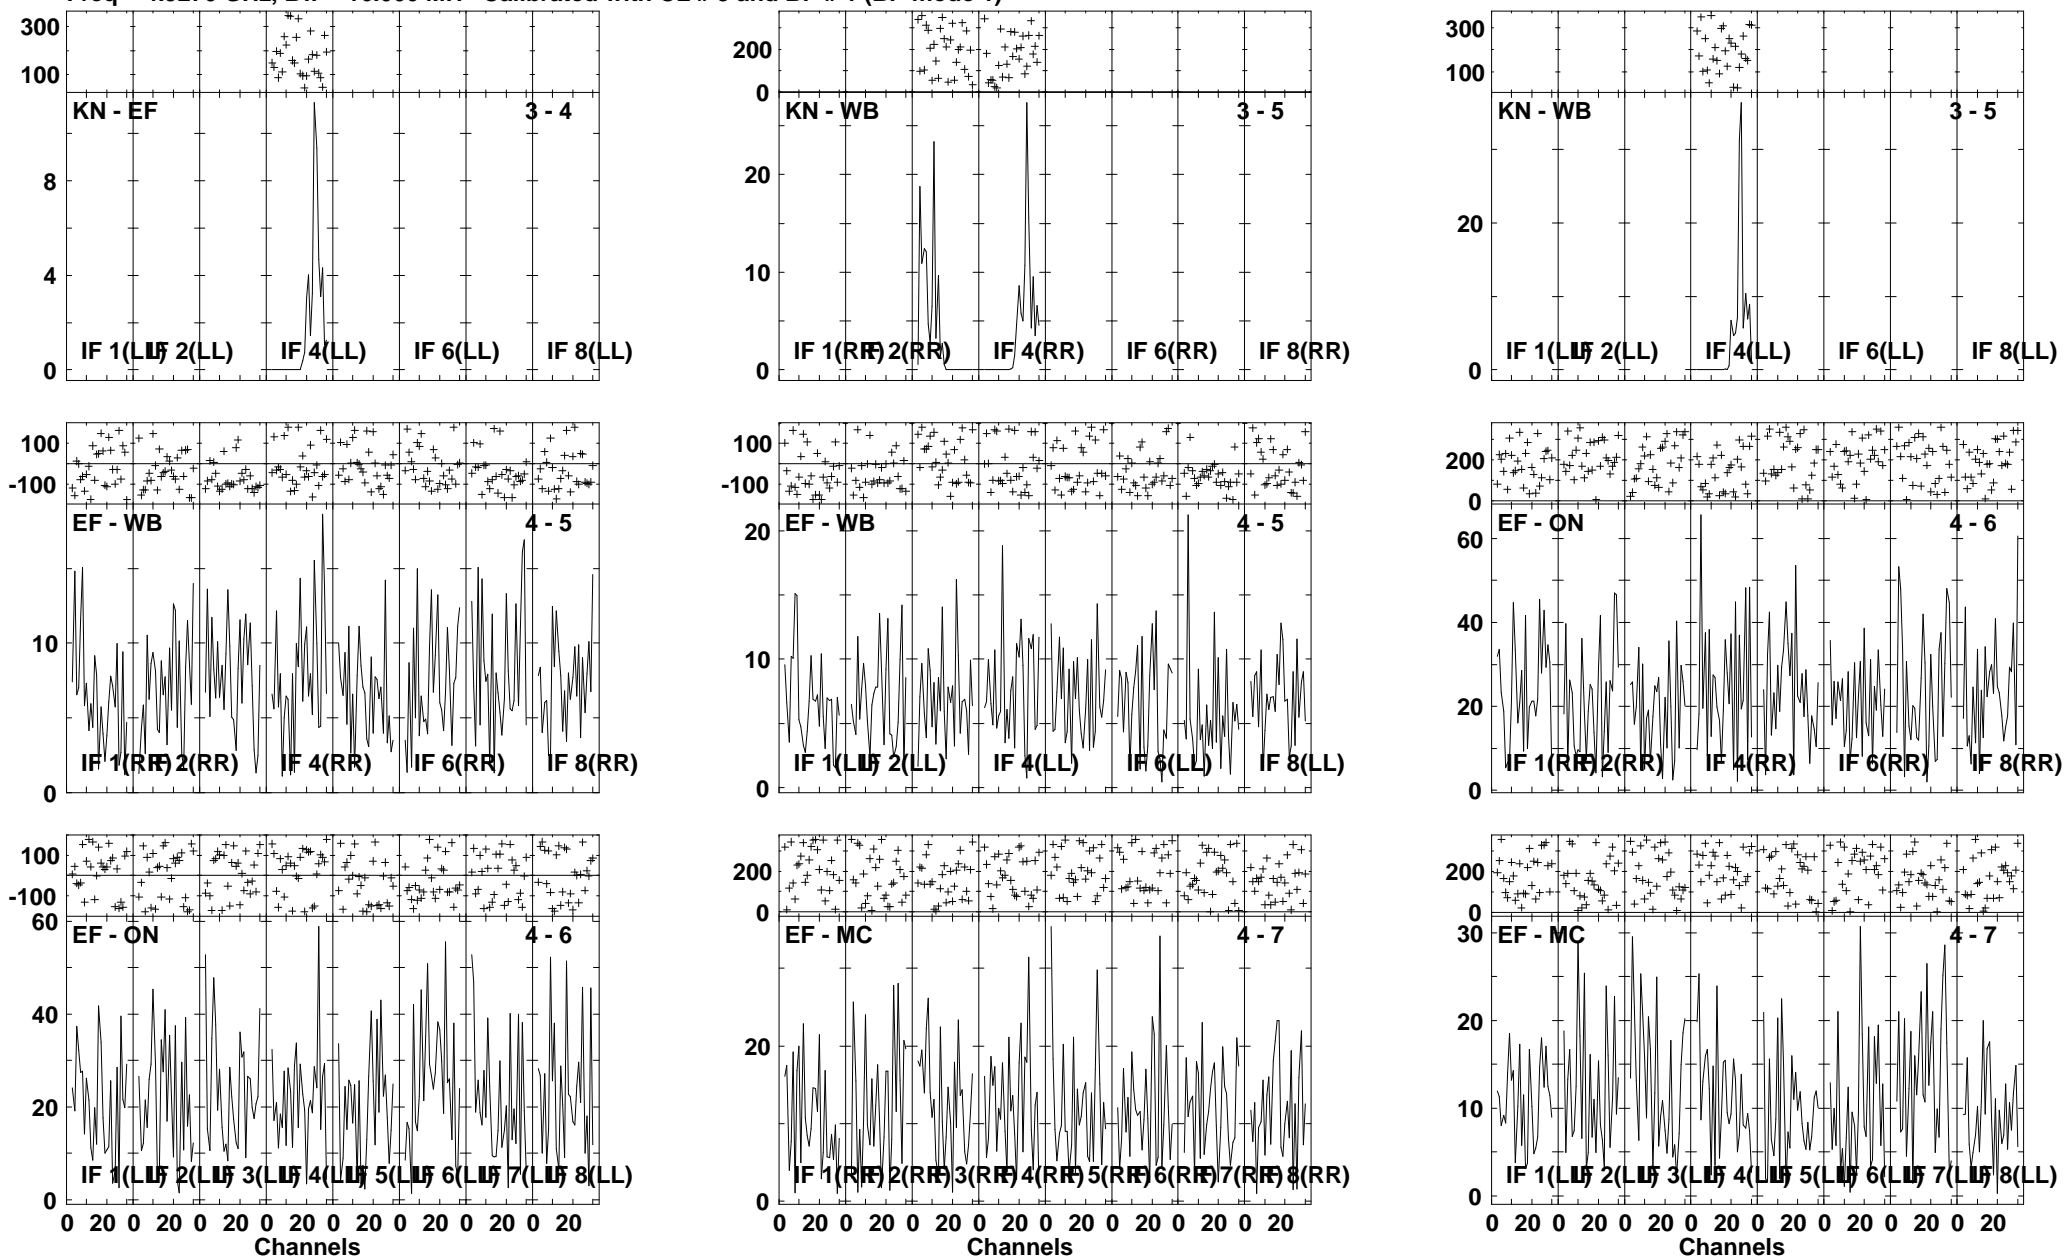 300
100
KN - EF 3 - 4
8
4
0
IF 1(LL) IF 2(LL) IF 4(LL) IF 6(LL) IF 8(LL)
200
0
KN - WB 3 - 5
20
10
0
IF 1(RR) IF 2(RR) IF 4(RR) IF 6(RR) IF 8(RR)
300
100
KN - WB 3 - 5
20
0
IF 1(LL) IF 2(LL) IF 4(LL) IF 6(LL) IF 8(LL)
100
-100
EF - WB 4 - 5
10
0
IF 1(RR) IF 2(RR) IF 4(RR) IF 6(RR) IF 8(RR)
100
-100
EF - WB 4 - 5
20
10
0
IF 1(LL) IF 2(LL) IF 4(LL) IF 6(LL) IF 8(LL)
200
0
EF - ON 4 - 6
60
40
20
0
IF 1(RR) IF 2(RR) IF 4(RR) IF 6(RR) IF 8(RR)
100
-100
60
EF - ON 4 - 6
40
20
0
IF 1(LL) IF 2(LL) IF 3(LL) IF 4(LL) IF 5(LL) IF 6(LL) IF 7(LL) IF 8(LL)
0 20 0 20 0 20 0 20 0 20 0 20 0 20 0 20
Channels
200
0
EF - MC 4 - 7
20
0
IF 1(RR) IF 2(RR) IF 3(RR) IF 4(RR) IF 5(RR) IF 6(RR) IF 7(RR) IF 8(RR)
0 20 0 20 0 20 0 20 0 20 0 20 0 20 0 20
Channels
200
0
30
EF - MC 4 - 7
20
10
0
IF 1(LL) IF 2(LL) IF 3(LL) IF 4(LL) IF 5(LL) IF 6(LL) IF 7(LL) IF 8(LL)
0 20 0 20 0 20 0 20 0 20 0 20 0 20 0 20
Channels